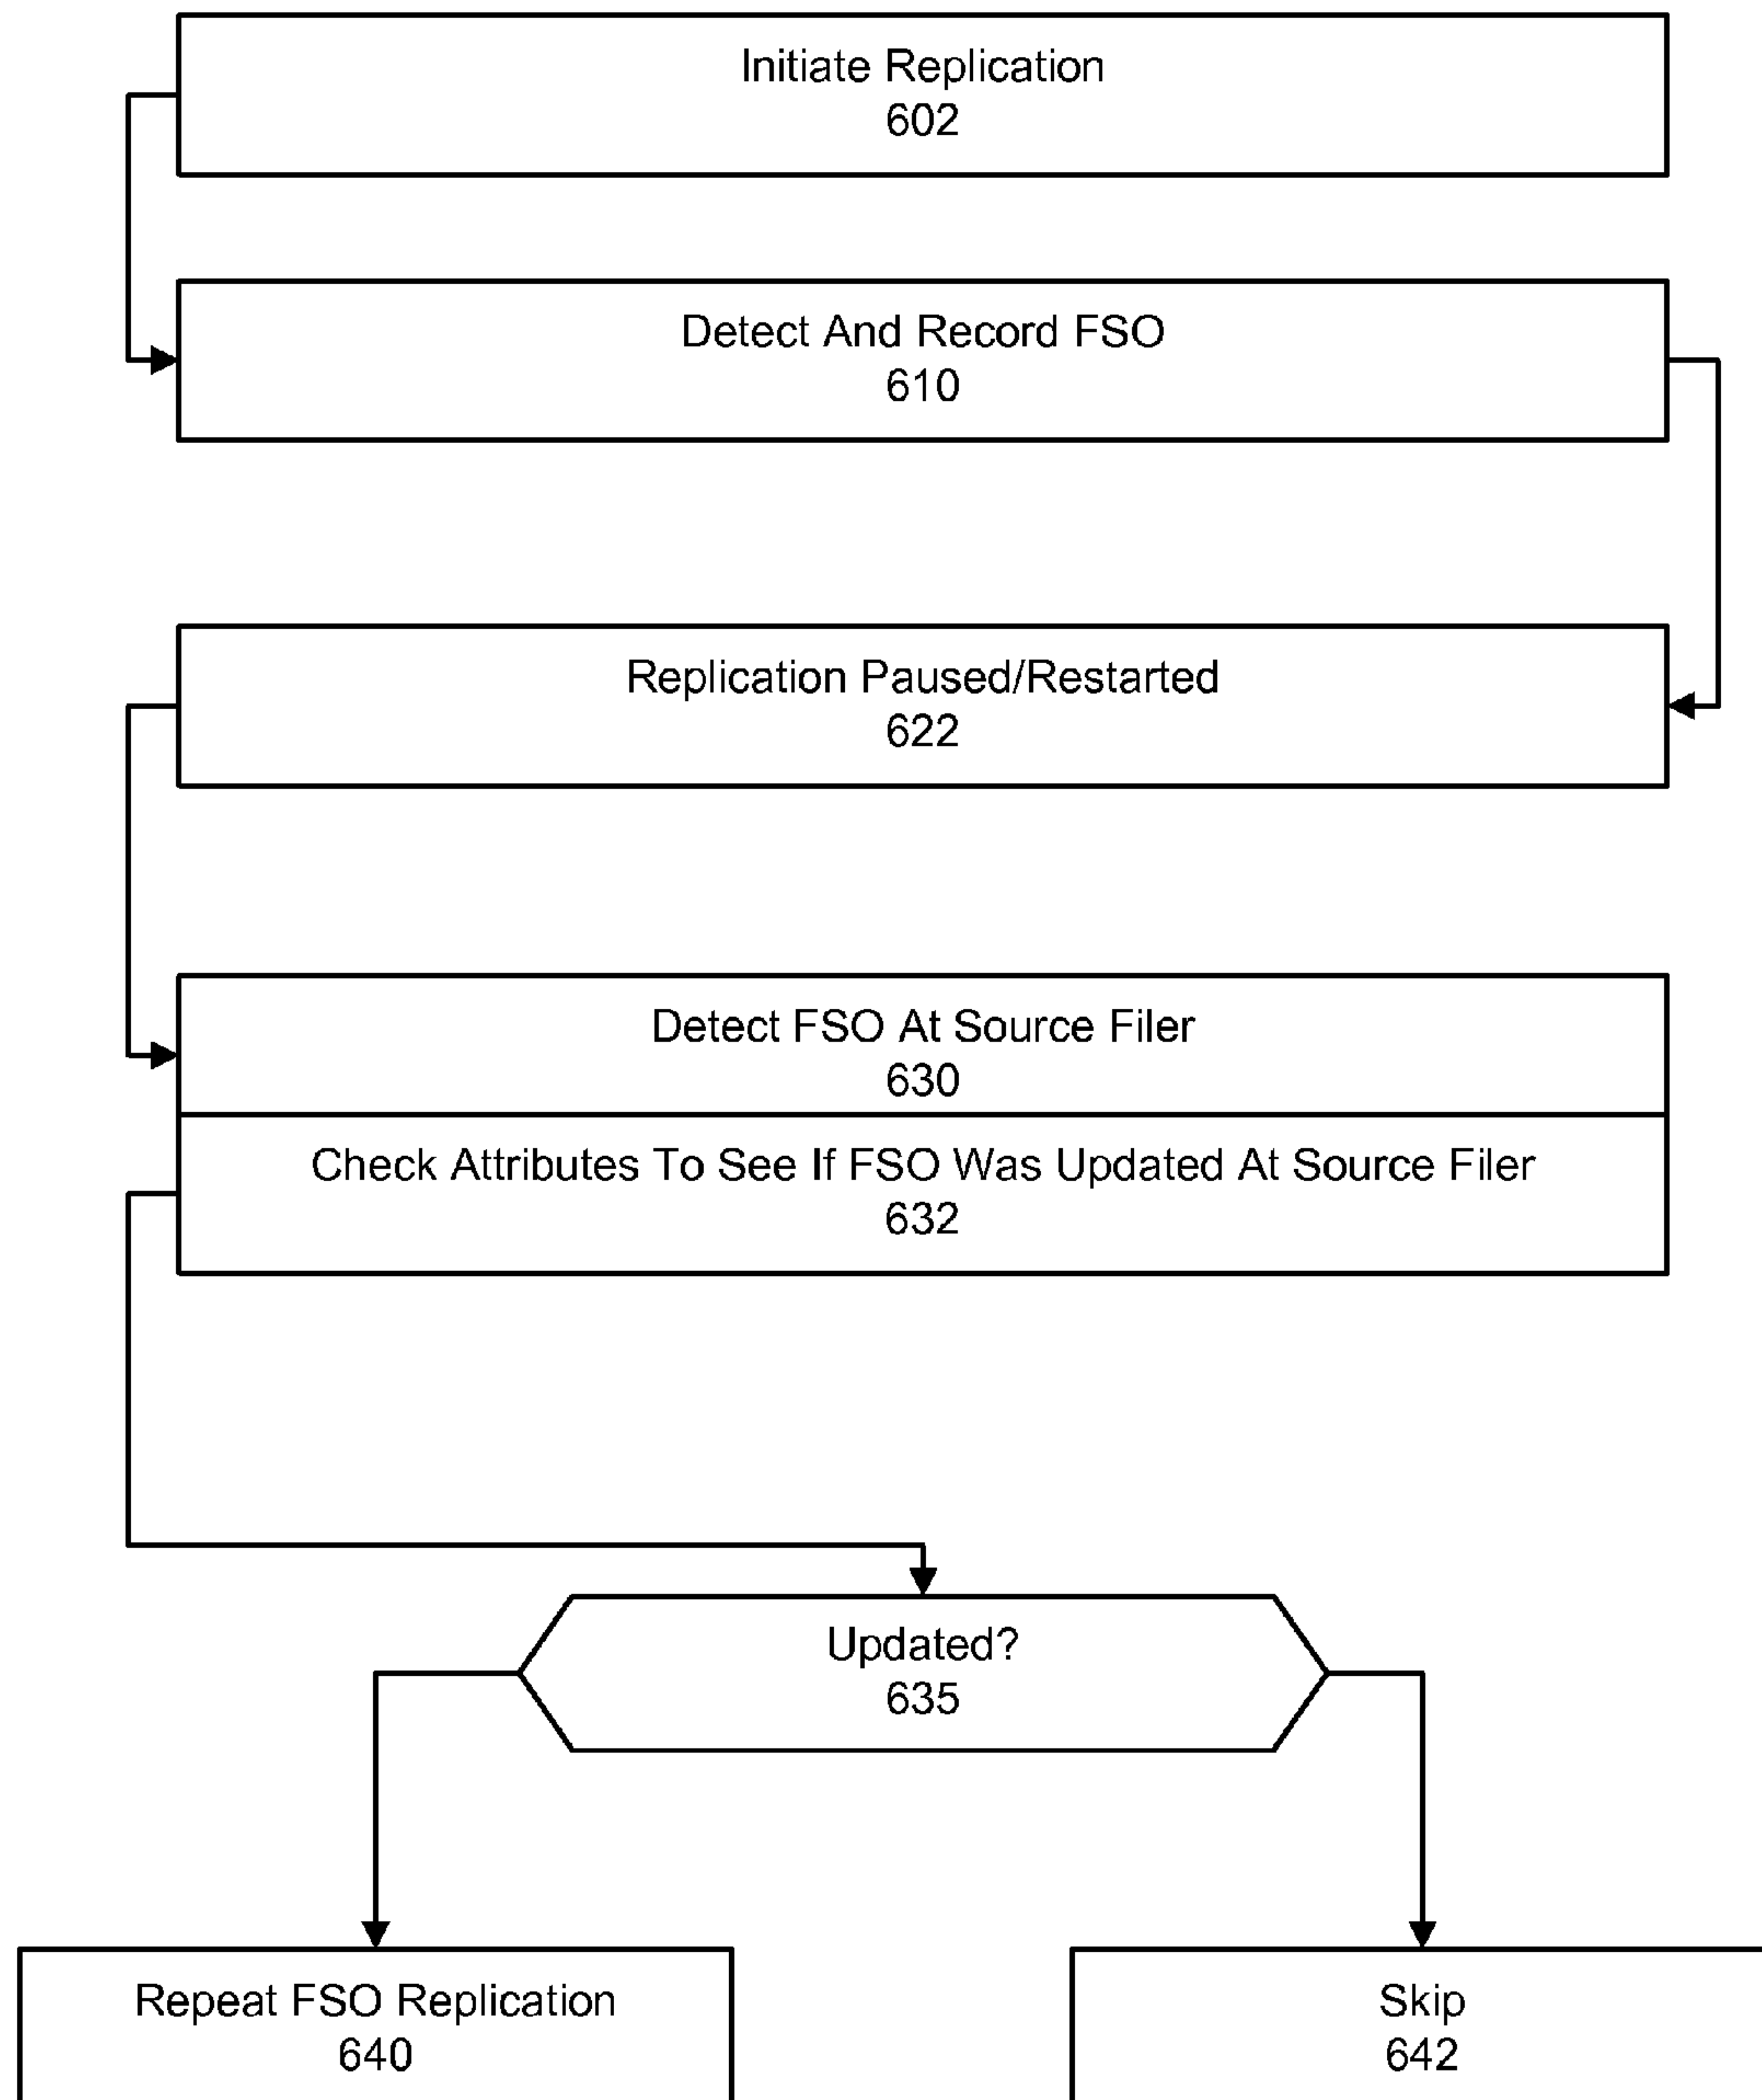 Initiate Replication
602
Detect And Record FSO
610
Replication Paused/Restarted
622
Detect FSO At Source Filer
630
Check Attributes To See If FSO Was Updated At Source Filer
632
Updated?
635
Repeat FSO Replication
640
Skip
642